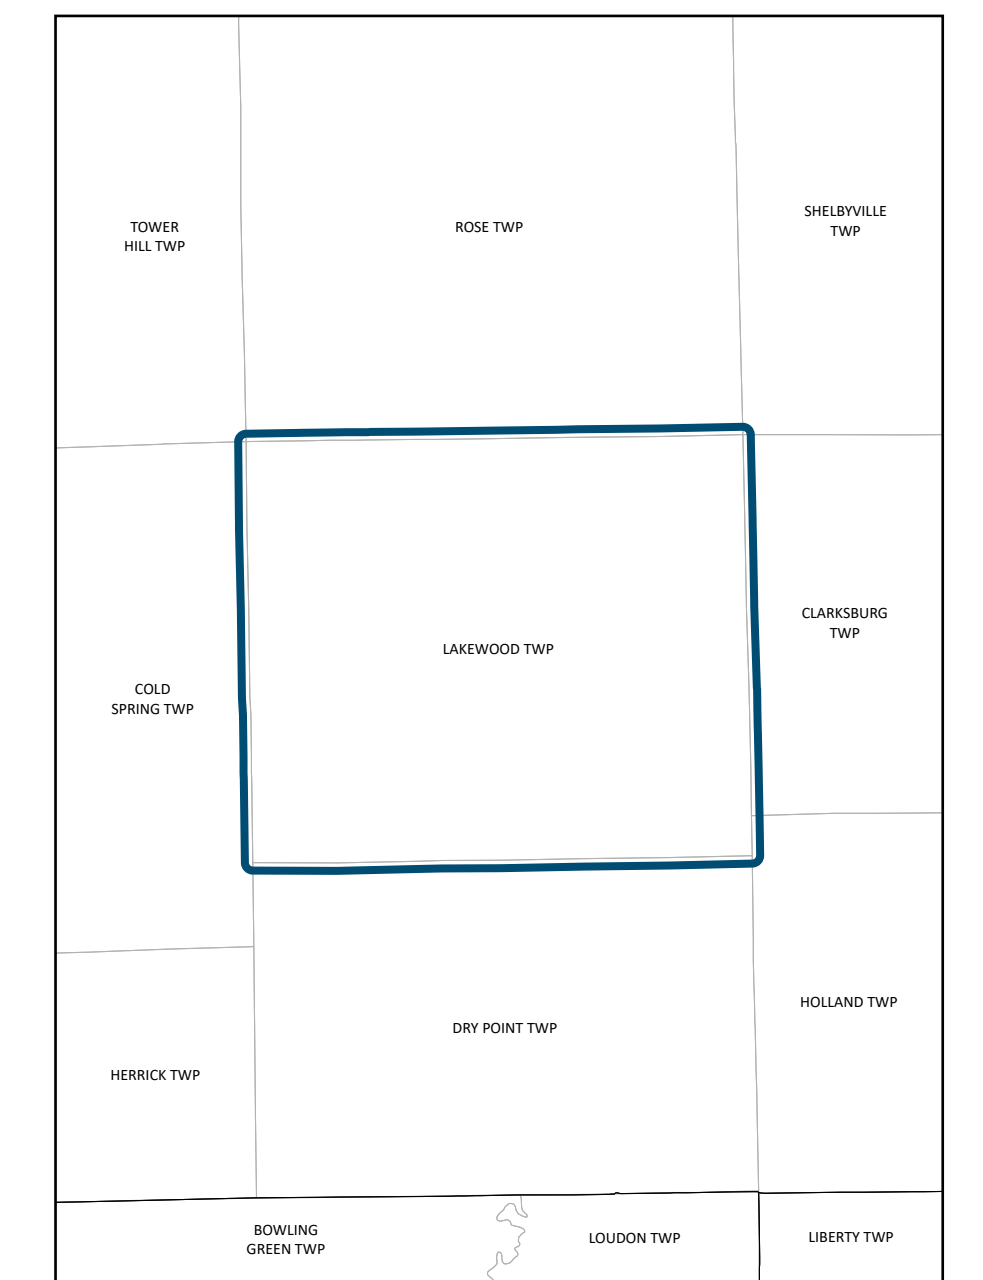 TOWER
HILL TWP
ROSE TWP
SHELBYVILLE
TWP
COLD
SPRING TWP
LAKEWOOD TWP
CLARKSBURG
TWP
HERRICK TWP
DRY POINT TWP
HOLLAND TWP
BOWLING
GREEN TWP
LOUDON TWP
LIBERTY TWP